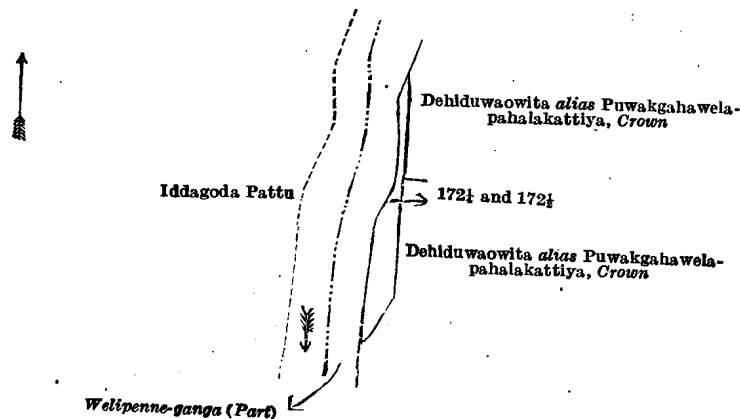 Dehiduwaowita alias Puwakgahawela-
pahalakattiya, Crown
Iddagoda Pattu
172¼ and 172½
Dehiduwaowita alias Puwakgahawela-
pahalakattiya, Crown
Welipenne-ganga (Part)